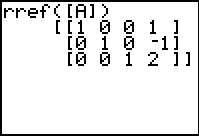 rref([A])
[[1 0 0 1 ]
[0 1 0 -1]
[0 0 1 2 ]]